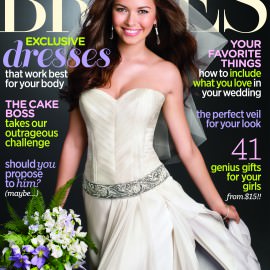 BRIDES
EXCLUSIVE
dresses
that work best
for your body
THE CAKE
BOSS
takes our
outrageous
challenge
should you
propose
to him?
(maybe...)
YOUR
FAVORITE
THINGS
how to include
what you love in
your wedding
the perfect veil
for your look
41
genius gifts
for your
girls
from $15!!